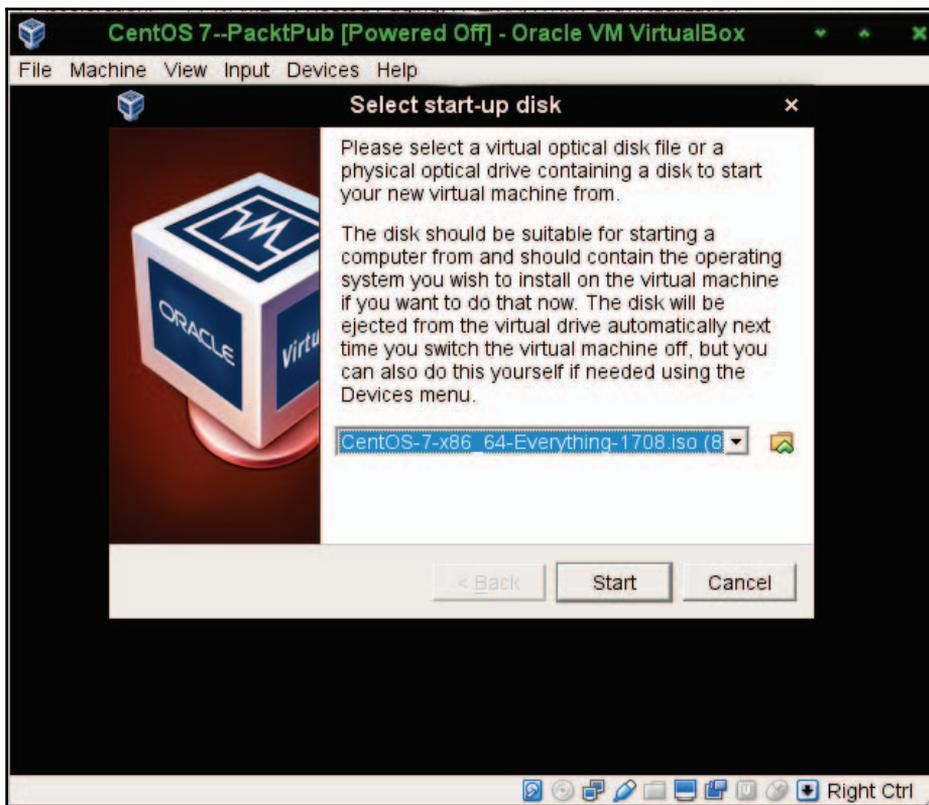 CentOS 7--PacktPub [Powered Off] - Oracle VM VirtualBox
File Machine View Input Devices Help
Select start-up disk
Please select a virtual optical disk file or a
physical optical drive containing a disk to start
your new virtual machine from.
The disk should be suitable for starting a
computer from and should contain the operating
system you wish to install on the virtual machine
if you want to do that now. The disk will be
ejected from the virtual drive automatically next
time you switch the virtual machine off, but you
can also do this yourself if needed using the
Devices menu.
ORACLE
Virtu
CentOS-7-x86_64-Everything-1708.iso (8
< Back Start Cancel
Right Ctrl